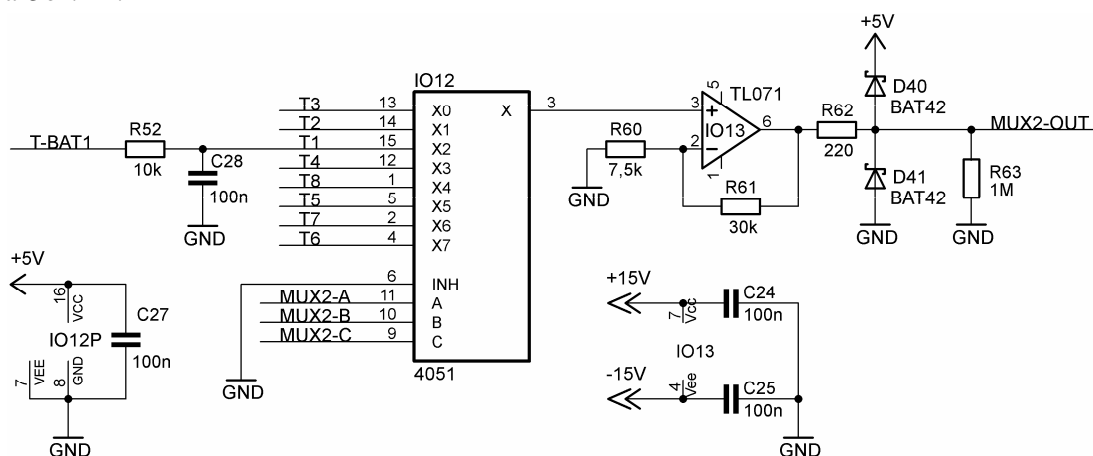 +5V
D40
BAT42
IO12
T3 13 X0 X 3
T2 14 X1
T1 15 X2
T4 12 X3
T8 1 X4
T5 5 X5
T7 2 X6
T6 4 X7
6 INH
MUX2-A 11 A
MUX2-B 10 B
MUX2-C 9 C
4051
GND
T-BAT1
R52
10k
C28
100n
GND
5
TL071
3 + 6
IO13
2 -
1
R60
7,5k
GND
R61
30k
R62
220
MUX2-OUT
D41
BAT42
GND
R63
1M
GND
+5V
16
VCC
C27
100n
IO12P
7
VEE
8
GND
GND
+15V
7
Vcc
C24
100n
IO13
-15V
4
Vee
C25
100n
GND